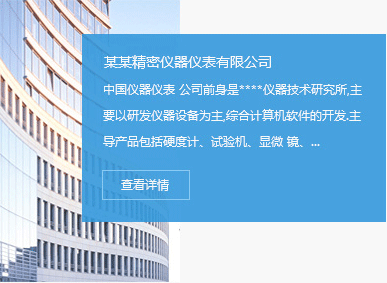 某某精密仪器仪表有限公司
中国仪器仪表 公司前身是****仪器技术研究所,主
要以研发仪器设备为主,综合计算机软件的开发.主
导产品包括硬度计、试验机、显微 镜、...
查看详情